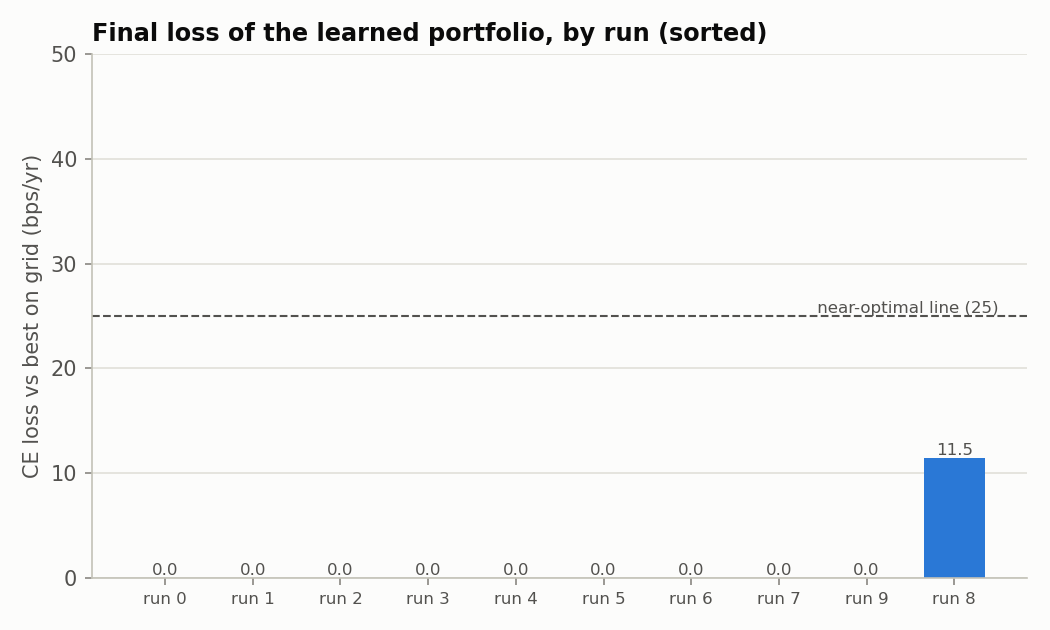 Final loss of the learned portfolio, by run (sorted)
CE loss vs best on grid (bps/yr)
50
40
30
20
10
0
near-optimal line (25)
0.0 0.0 0.0 0.0 0.0 0.0 0.0 0.0 0.0 11.5
run 0 run 1 run 2 run 3 run 4 run 5 run 6 run 7 run 9 run 8